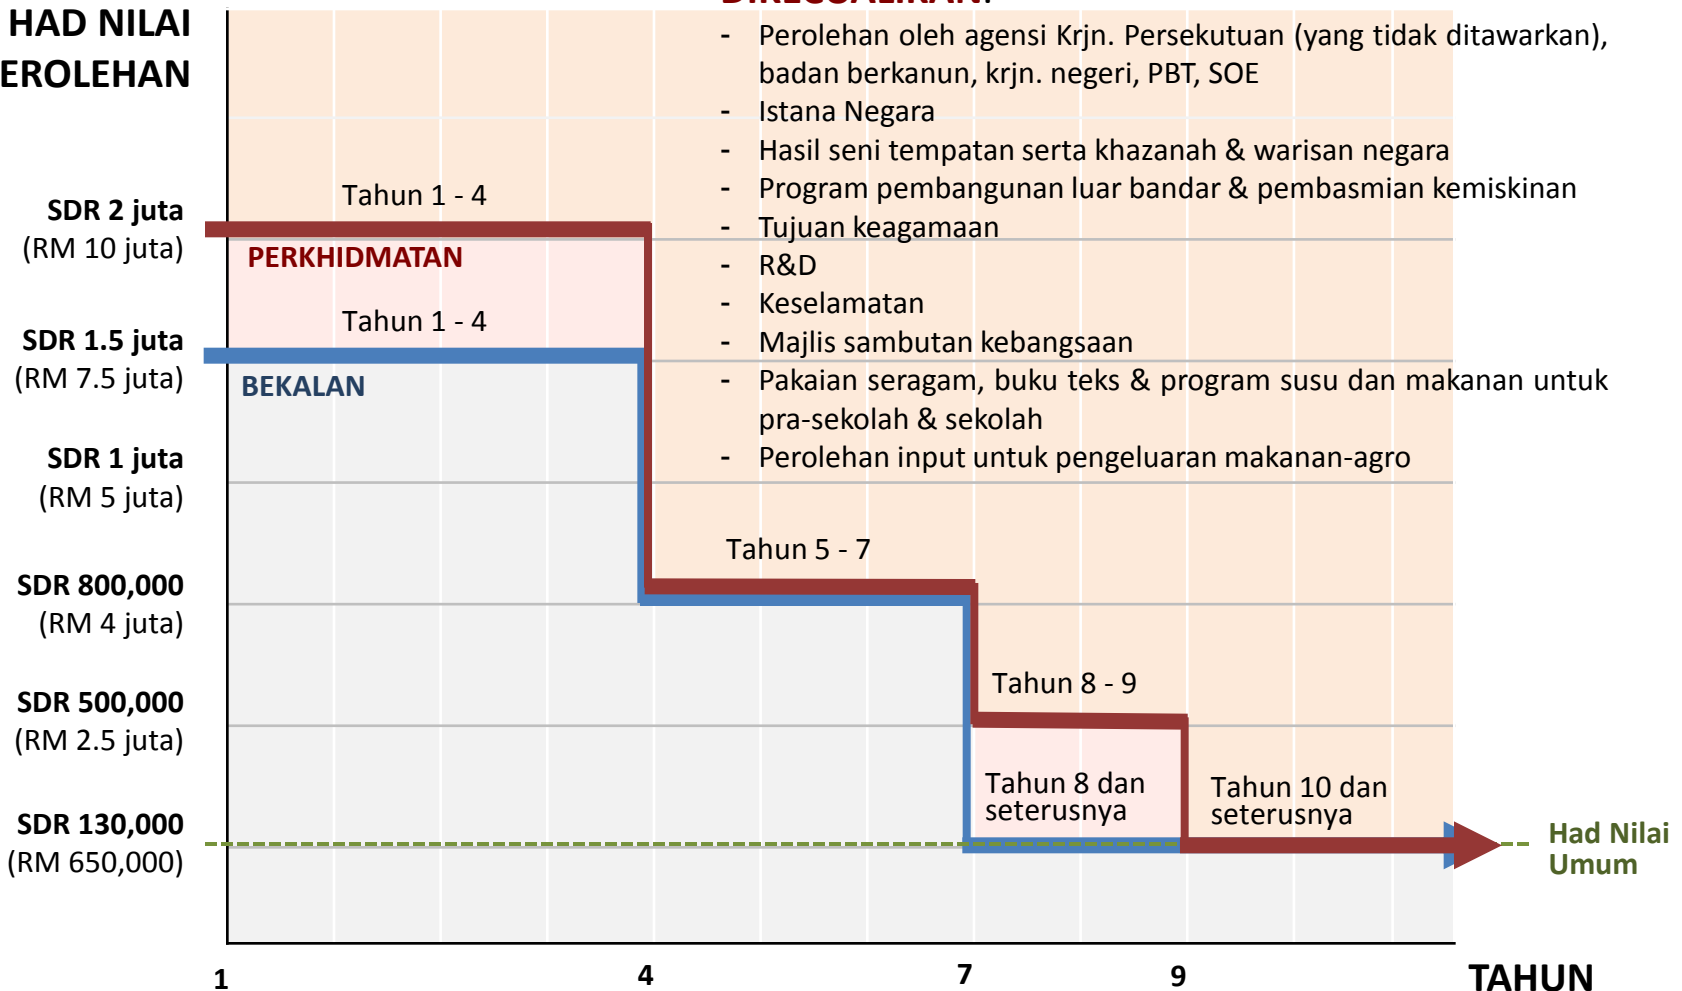 HAD NILAI
EROLEHAN
- Perolehan oleh agensi Krjn. Persekutuan (yang tidak ditawarkan),
badan berkanun, krjn. negeri, PBT, SOE
- Istana Negara
- Hasil seni tempatan serta khazanah & warisan negara
- Program pembangunan luar bandar & pembasmian kemiskinan
- Tujuan keagamaan
- R&D
- Keselamatan
- Majlis sambutan kebangsaan
- Pakaian seragam, buku teks & program susu dan makanan untuk
pra-sekolah & sekolah
- Perolehan input untuk pengeluaran makanan-agro
SDR 2 juta
(RM 10 juta)
Tahun 1 - 4
PERKHIDMATAN
SDR 1.5 juta
(RM 7.5 juta)
Tahun 1 - 4
BEKALAN
SDR 1 juta
(RM 5 juta)
Tahun 5 - 7
SDR 800,000
(RM 4 juta)
Tahun 8 - 9
SDR 500,000
(RM 2.5 juta)
Tahun 8 dan
seterusnya
Tahun 10 dan
seterusnya
SDR 130,000
(RM 650,000)
Had Nilai
Umum
1
4
7
9
TAHUN